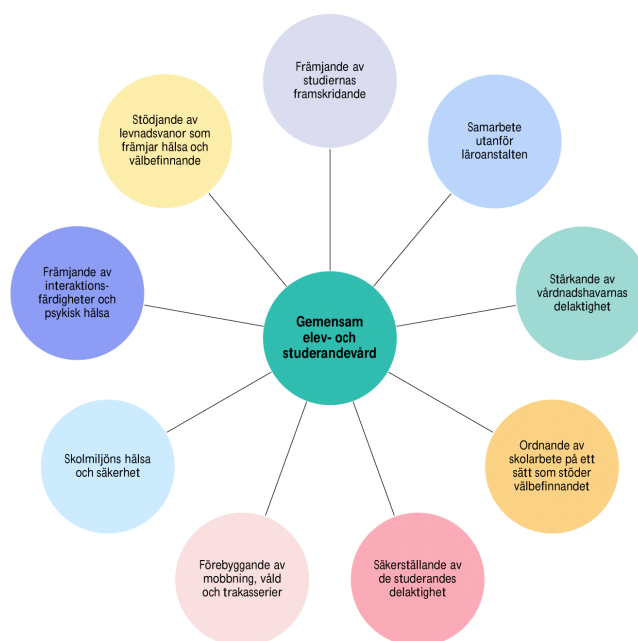 Främjande av
studiernas
framskridande
Samarbete
utanför
läroanstalten
Stärkande av
vårdnadshavarnas
delaktighet
Ordnande av
skolarbete på ett
sätt som stöder
välbefinnandet
Säkerställande av
de studerandes
delaktighet
Förebyggande av
mobbning, våld
och trakasserier
Skolmiljöns hälsa
och säkerhet
Främjande av
interaktions-
färdigheter och
psykisk hälsa
Stödjande av
levnadsvanor som
främjar hälsa och
välbefinnande
Gemensam
elev- och
studerandevård